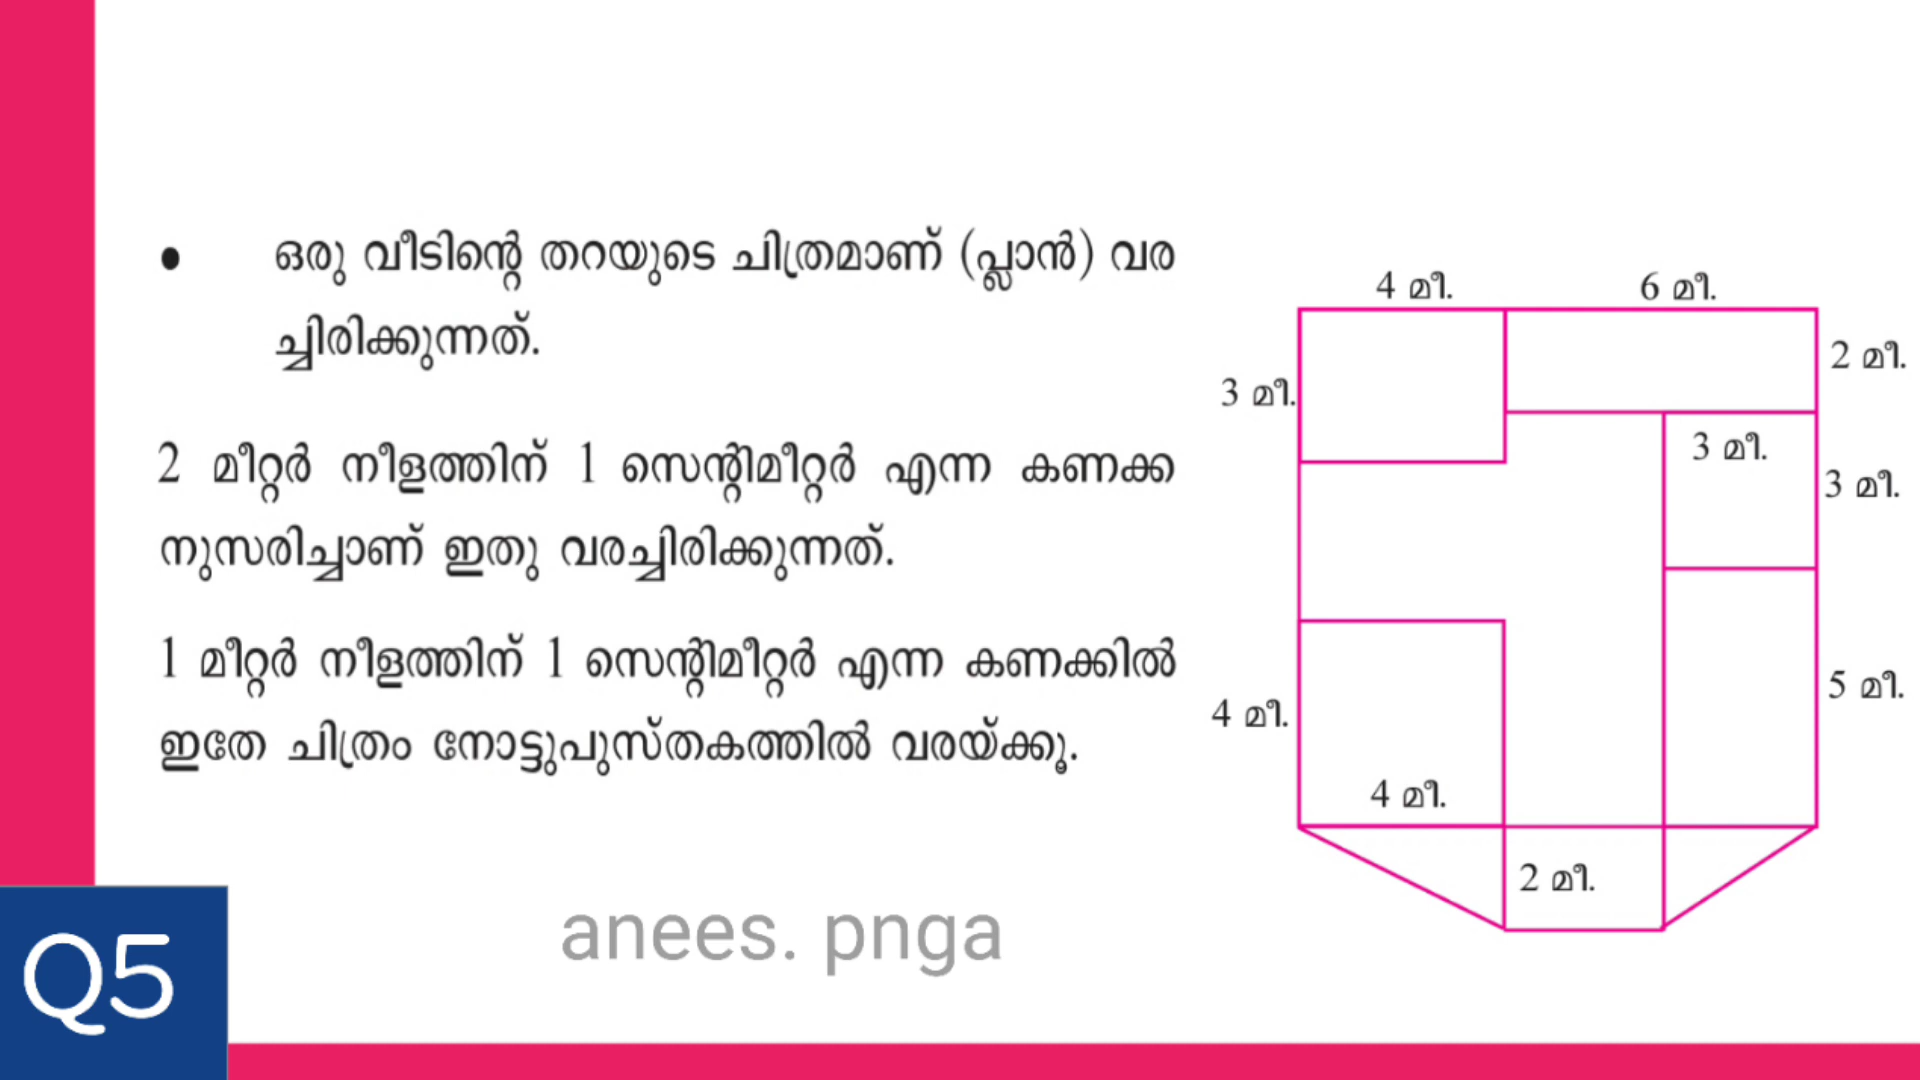 • ഒരു വീടിന്റെ തറയുടെ ചിത്രമാണ് (പ്ലാൻ) വര
ച്ചിരിക്കുന്നത്.
2 മീറ്റർ നീളത്തിന് 1 സെന്റിമീറ്റർ എന്ന കണക്ക
നുസരിച്ചാണ് ഇതു വരച്ചിരിക്കുന്നത്.
1 മീറ്റർ നീളത്തിന് 1 സെന്റിമീറ്റർ എന്ന കണക്കിൽ
ഇതേ ചിത്രം നോട്ടുപുസ്തകത്തിൽ വരയ്ക്കൂ.
4 മീ.
6 മീ.
2 മീ.
3 മീ.
3 മീ.
3 മീ.
5 മീ.
4 മീ.
4 മീ.
2 മീ.
anees. pnga
Q5